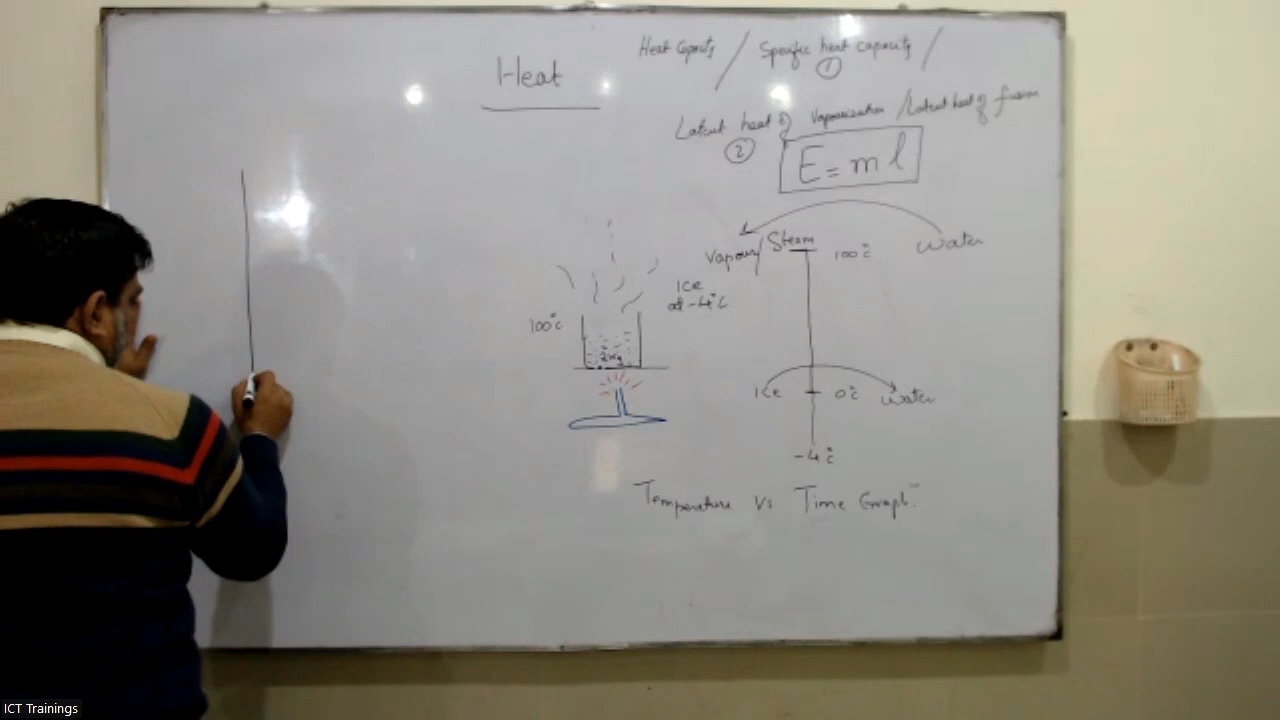 Heat
Heat Capacity / Specific heat capacity /
1
Latent heat of Vapourization / Latent heat of fusion
2
E = m l
Vapour/Steam
100°C
Water
Ice
at -4°C
100°C
2kg
Ice
0°C
Water
-4°C
Temperature Vs Time Graph
ICT Trainings